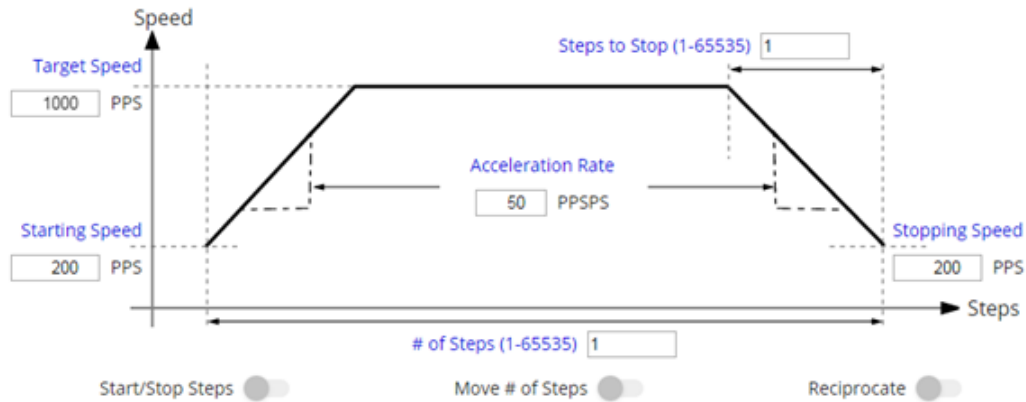 Speed
Steps to Stop (1-65535) 1
Target Speed
1000 PPS
Acceleration Rate
50 PPSPS
Starting Speed
200 PPS
Stopping Speed
200 PPS
Steps
# of Steps (1-65535) 1
Start/Stop Steps
Move # of Steps
Reciprocate